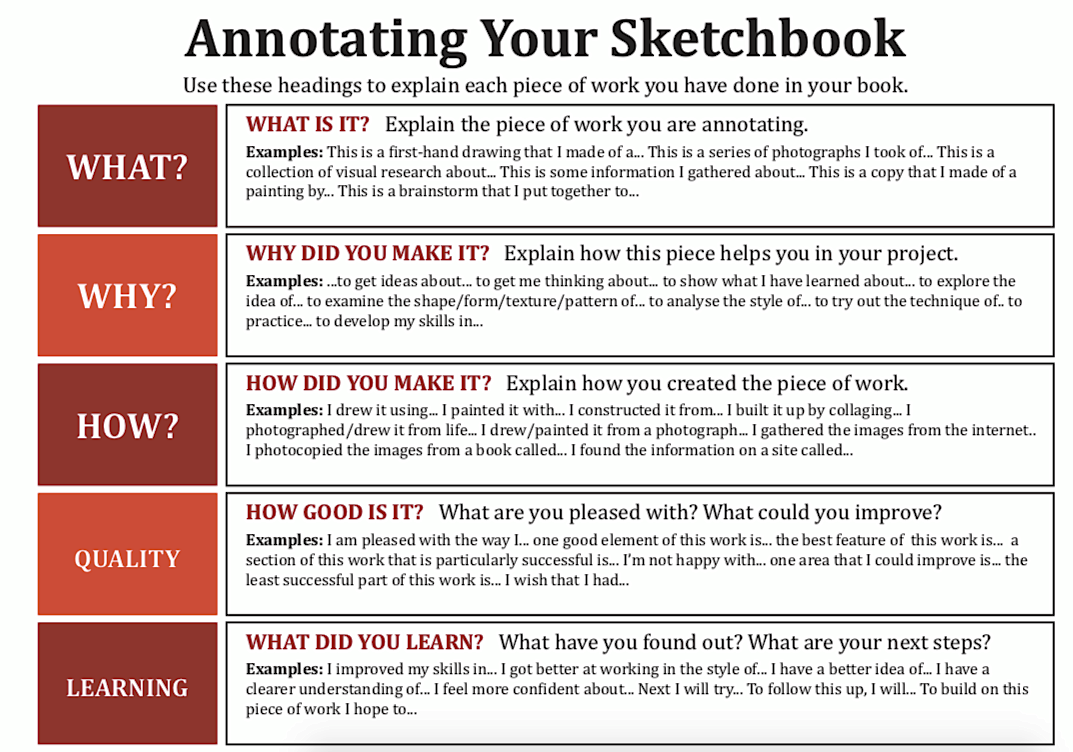 Annotating Your Sketchbook
Use these headings to explain each piece of work you have done in your book.
WHAT?
WHAT IS IT? Explain the piece of work you are annotating.
Examples: This is a first-hand drawing that I made of a... This is a series of photographs I took of... This is a
collection of visual research about... This is some information I gathered about... This is a copy that I made of a
painting by... This is a brainstorm that I put together to...
WHY?
WHY DID YOU MAKE IT? Explain how this piece helps you in your project.
Examples: ...to get ideas about... to get me thinking about... to show what I have learned about... to explore the
idea of... to examine the shape/form/texture/pattern of... to analyse the style of... to try out the technique of.. to
practice... to develop my skills in...
HOW?
HOW DID YOU MAKE IT? Explain how you created the piece of work.
Examples: I drew it using... I painted it with... I constructed it from... I built it up by collaging... I
photographed/drew it from life... I drew/painted it from a photograph... I gathered the images from the internet..
I photocopied the images from a book called... I found the information on a site called...
QUALITY
HOW GOOD IS IT? What are you pleased with? What could you improve?
Examples: I am pleased with the way I... one good element of this work is... the best feature of this work is... a
section of this work that is particularly successful is... I'm not happy with... one area that I could improve is... the
least successful part of this work is... I wish that I had...
LEARNING
WHAT DID YOU LEARN? What have you found out? What are your next steps?
Examples: I improved my skills in... I got better at working in the style of... I have a better idea of... I have a
clearer understanding of... I feel more confident about... Next I will try... To follow this up, I will... To build on this
piece of work I hope to...